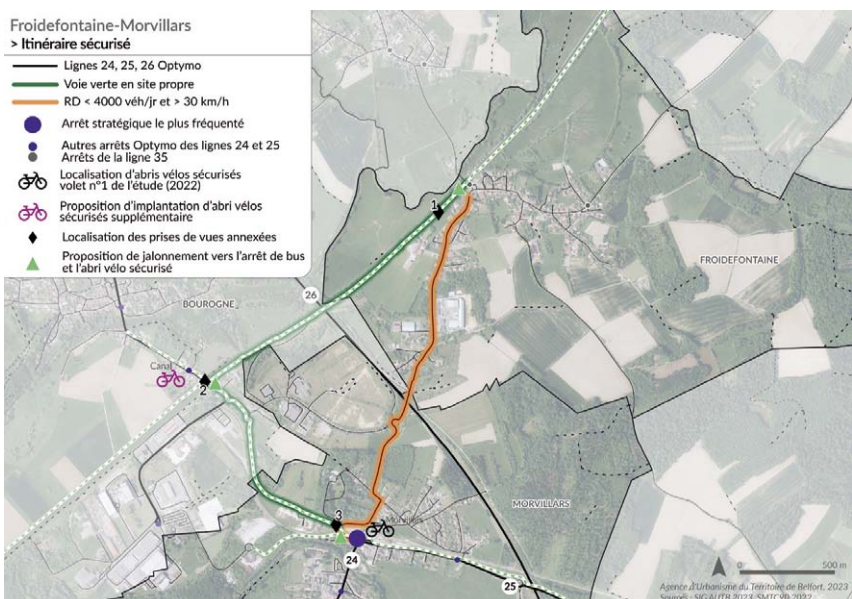 Froidefontaine-Morvillars
> Itinéraire sécurisé
Lignes 24, 25, 26 Optymo
Voie verte en site propre
RD < 4000 véh/jr et > 30 km/h
Arrêt stratégique le plus fréquenté
Autres arrêts Optymo des lignes 24 et 25
Arrêts de la ligne 35
Localisation d'abris vélos sécurisés
volet n°1 de l'étude (2022)
Proposition d'implantation d'abri vélos
sécurisés supplémentaire
Localisation des prises de vues annexées
Proposition de jalonnement vers l'arrêt de bus
et l'abri vélo sécurisé
1
FROIDEFONTAINE
26
BOUROGNE
Canal
2
MORVILLARS
3
24
25
0 500 m
Agence d'Urbanisme du Territoire de Belfort, 2023